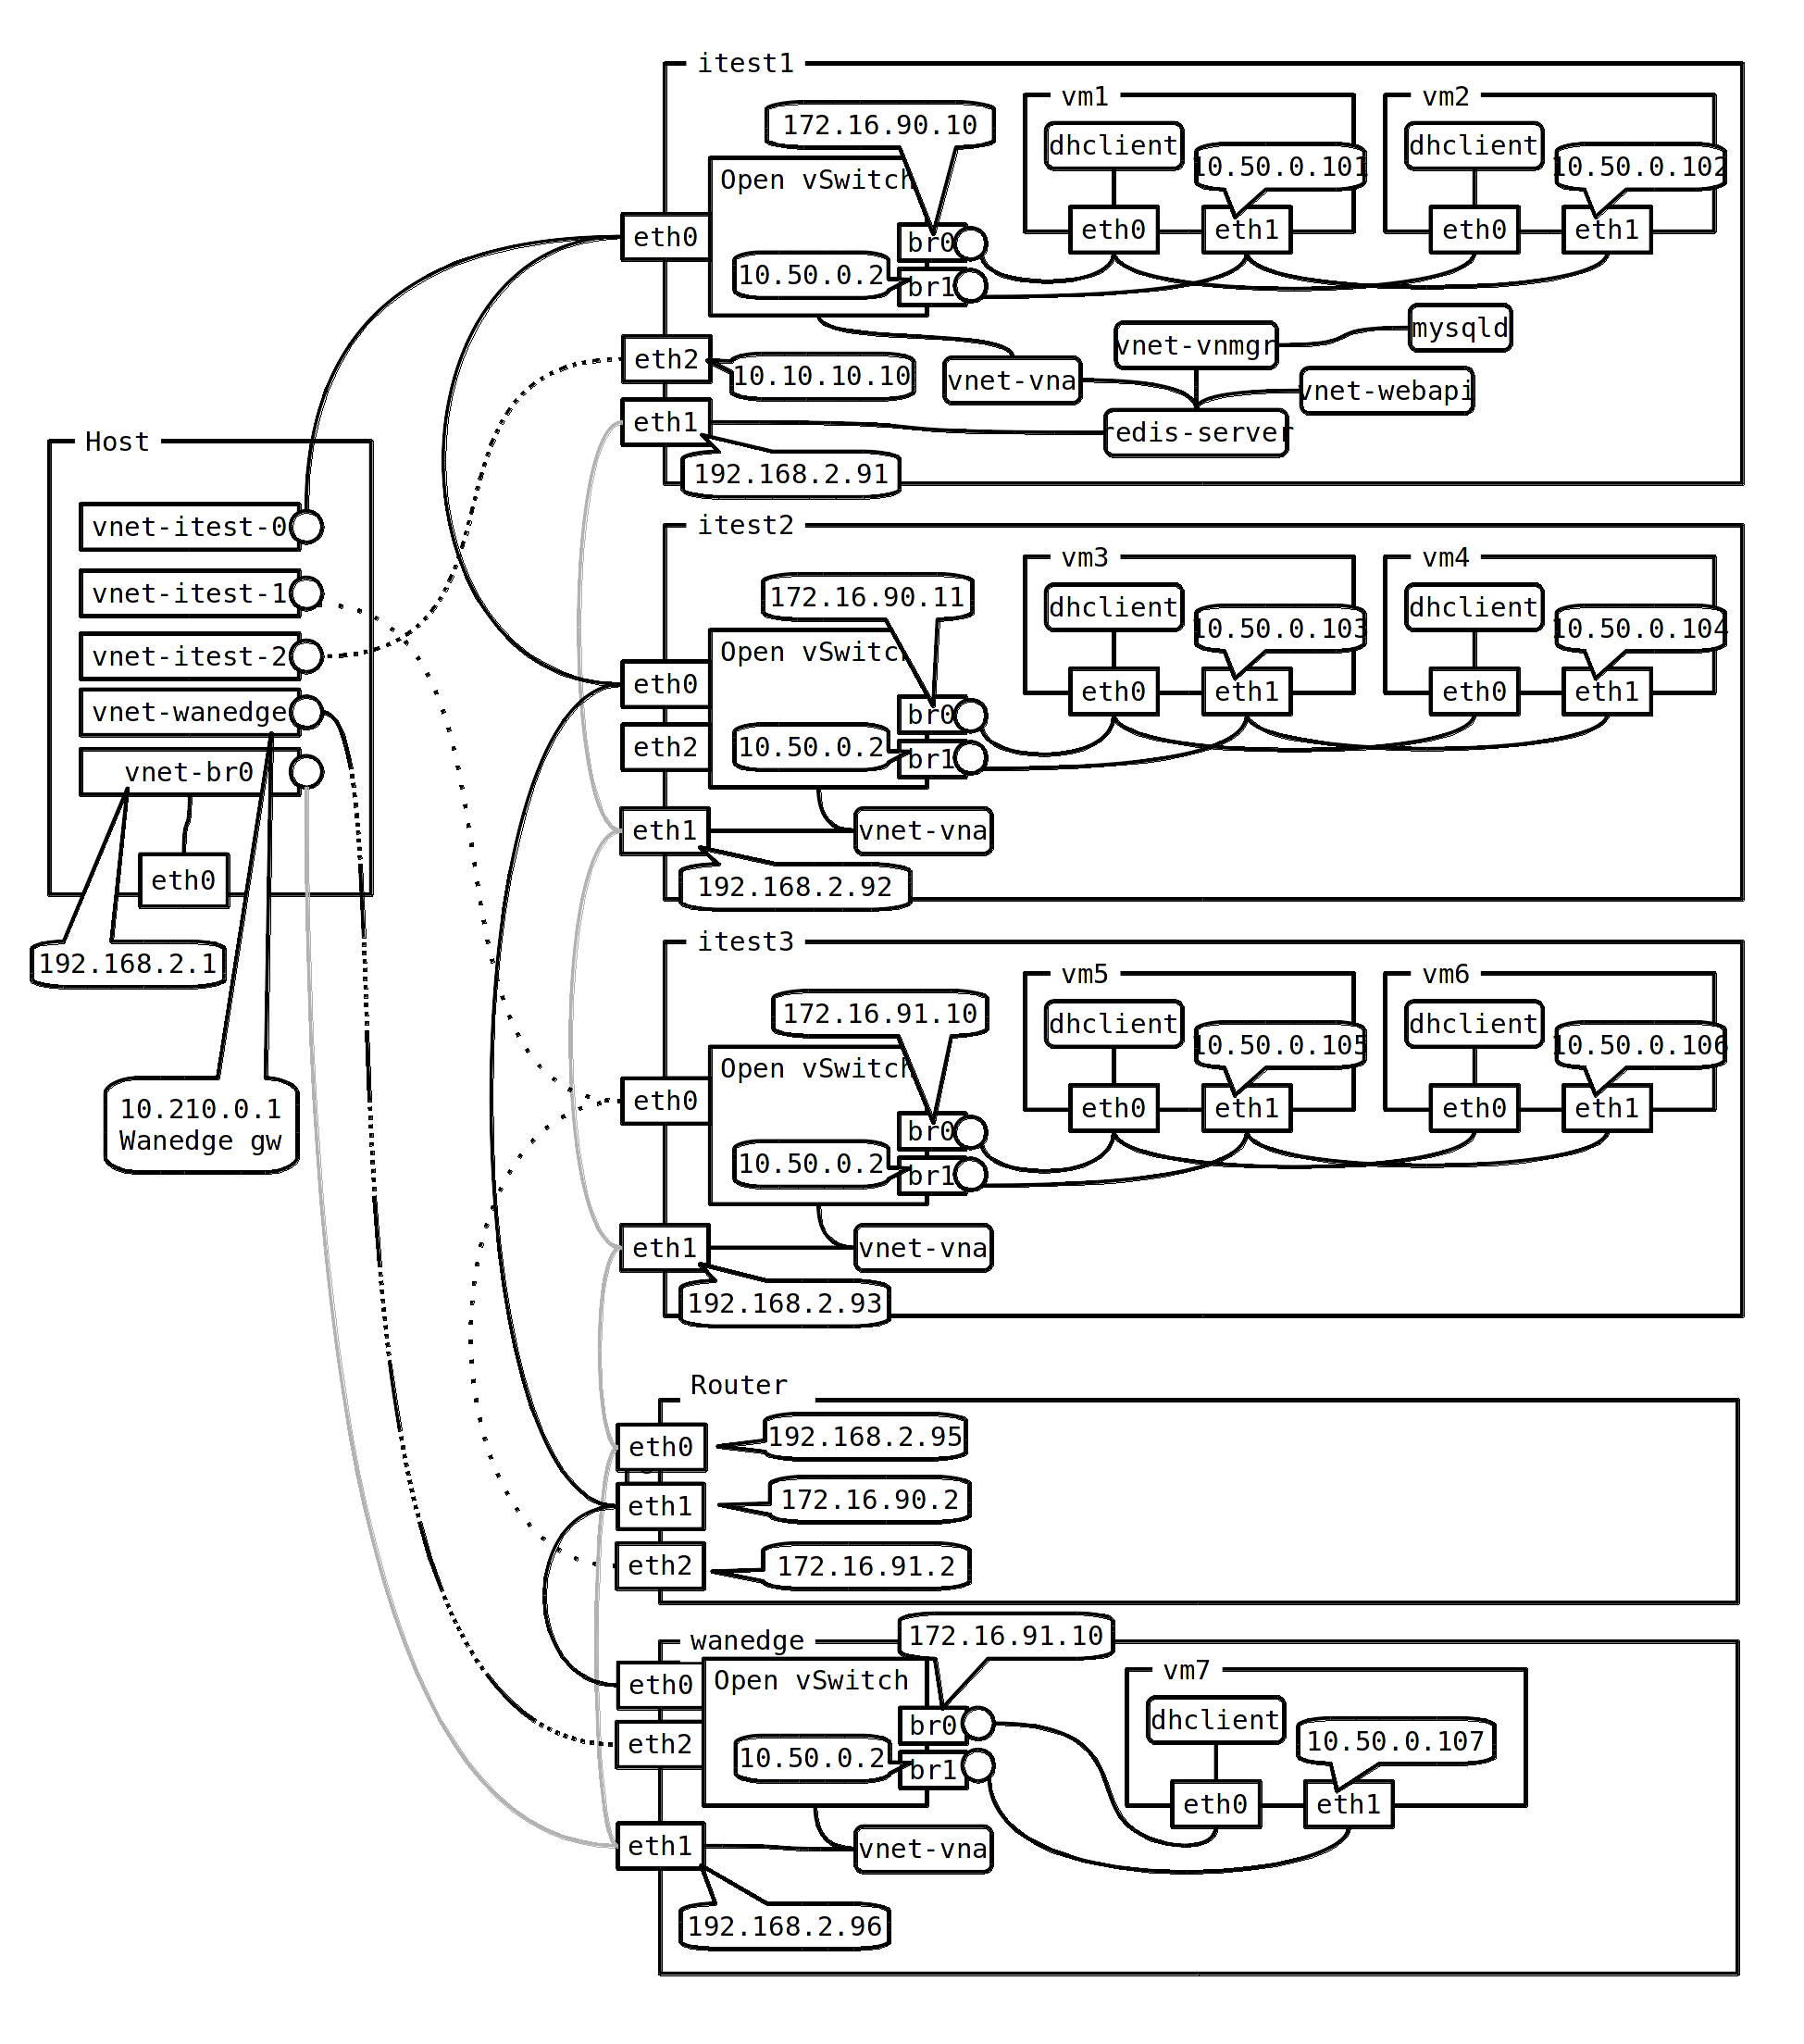 itest1
172.16.90.10
Open vSwitch
eth0
br0
10.50.0.2
br1
vm1
dhclient
10.50.0.101
eth0
eth1
vm2
dhclient
10.50.0.102
eth0
eth1
eth2
10.10.10.10
eth1
192.168.2.91
vnet-vna
vnet-vnmgr
mysqld
vnet-webapi
redis-server
Host
vnet-itest-0
vnet-itest-1
vnet-itest-2
vnet-wanedge
vnet-br0
eth0
192.168.2.1
10.210.0.1
Wanedge gw
itest2
172.16.90.11
Open vSwitch
eth0
br0
eth2
10.50.0.2
br1
vm3
dhclient
10.50.0.103
eth0
eth1
vm4
dhclient
10.50.0.104
eth0
eth1
eth1
vnet-vna
192.168.2.92
itest3
172.16.91.10
Open vSwitch
eth0
br0
10.50.0.2
br1
vm5
dhclient
10.50.0.105
eth0
eth1
vm6
dhclient
10.50.0.106
eth0
eth1
eth1
vnet-vna
192.168.2.93
Router
eth0
192.168.2.95
eth1
172.16.90.2
eth2
172.16.91.2
wanedge
172.16.91.10
Open vSwitch
eth0
br0
eth2
10.50.0.2
br1
vm7
dhclient
10.50.0.107
eth0
eth1
eth1
vnet-vna
192.168.2.96